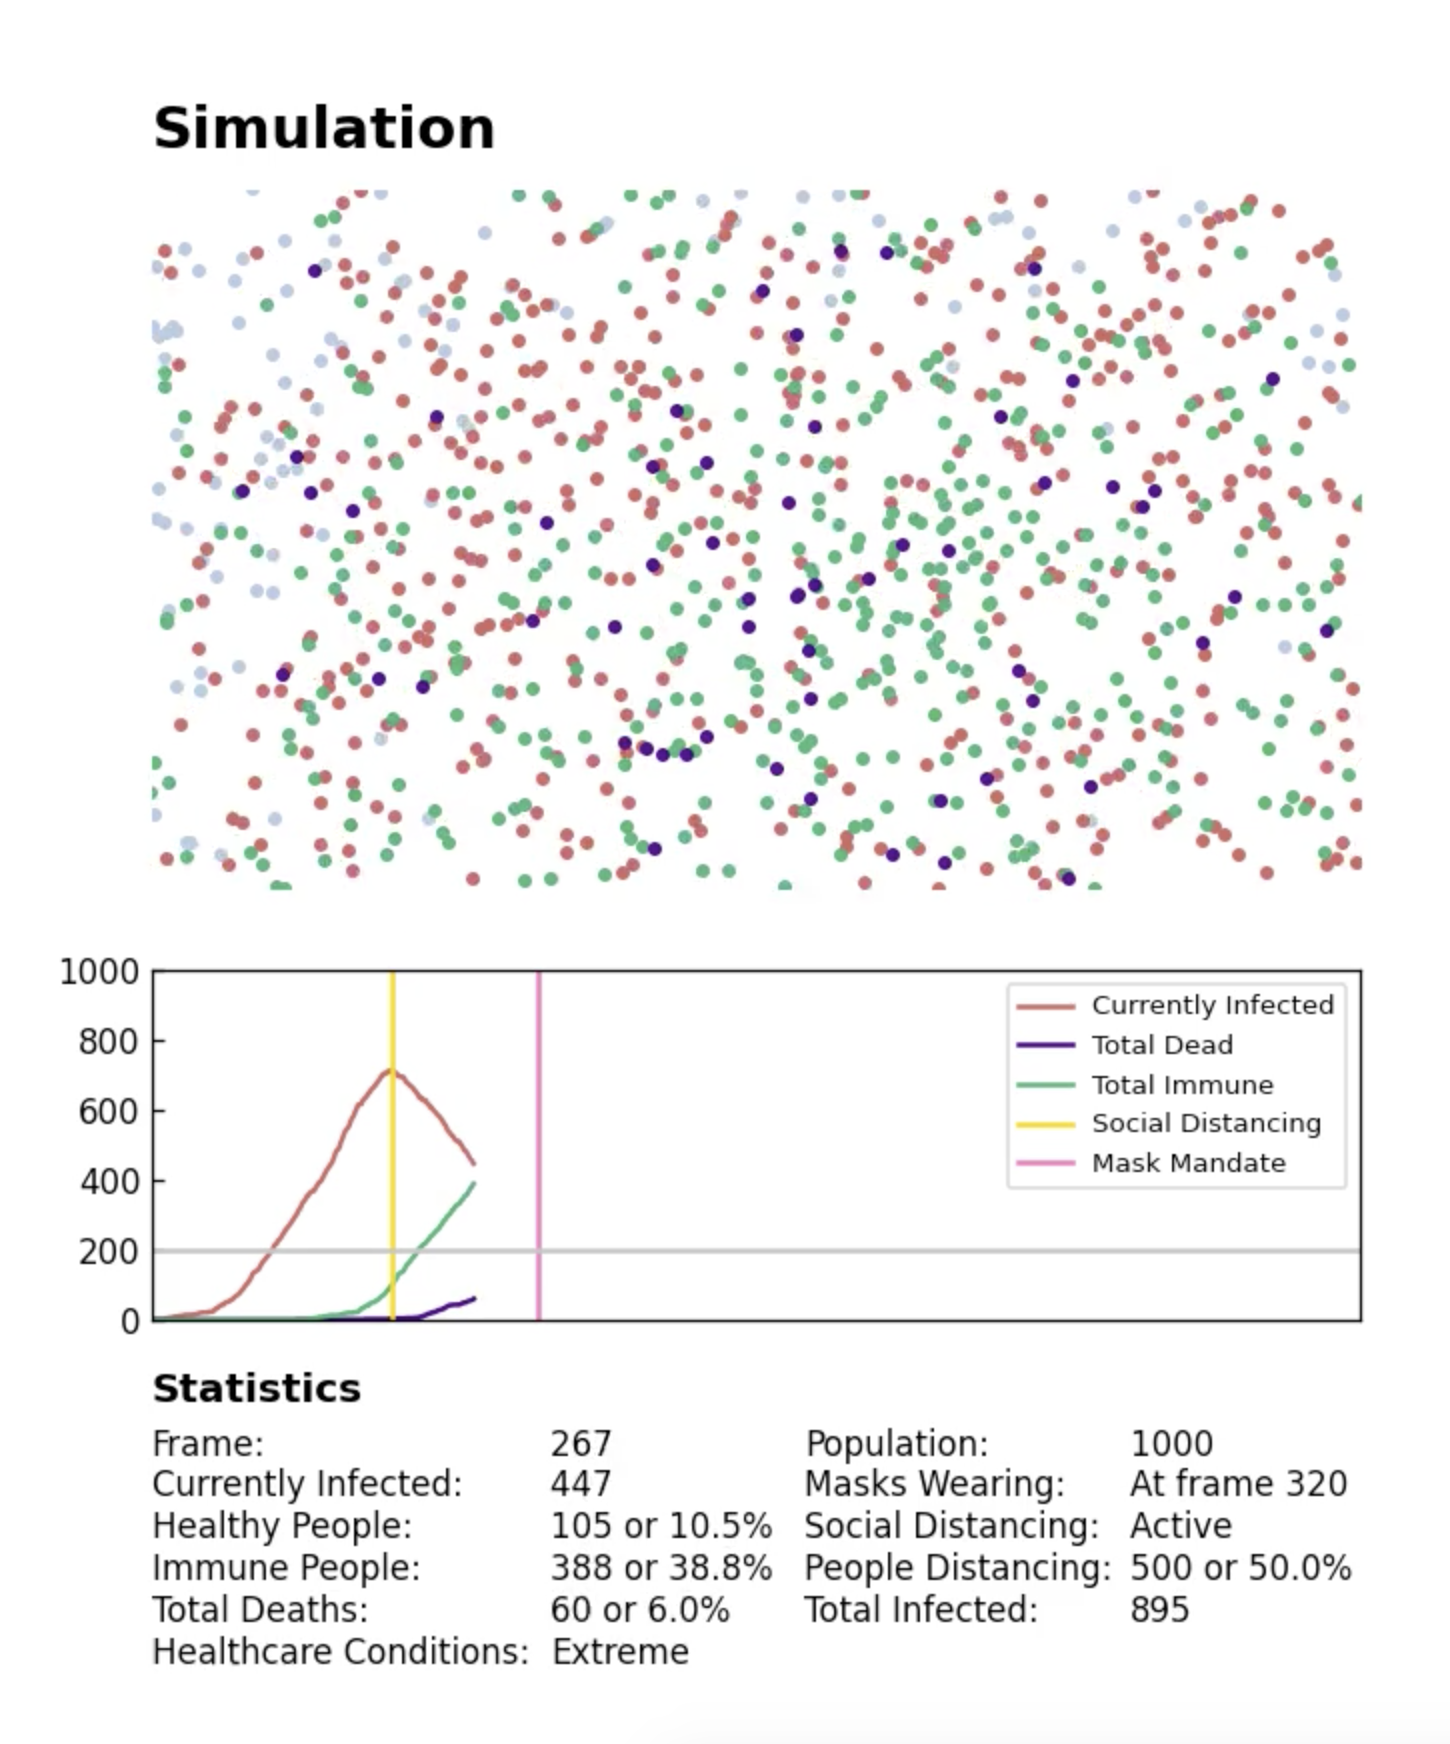 Simulation
1000
800
600
400
200
0
Currently Infected
Total Dead
Total Immune
Social Distancing
Mask Mandate
Statistics
Frame: 267 Population: 1000
Currently Infected: 447 Masks Wearing: At frame 320
Healthy People: 105 or 10.5% Social Distancing: Active
Immune People: 388 or 38.8% People Distancing: 500 or 50.0%
Total Deaths: 60 or 6.0% Total Infected: 895
Healthcare Conditions: Extreme